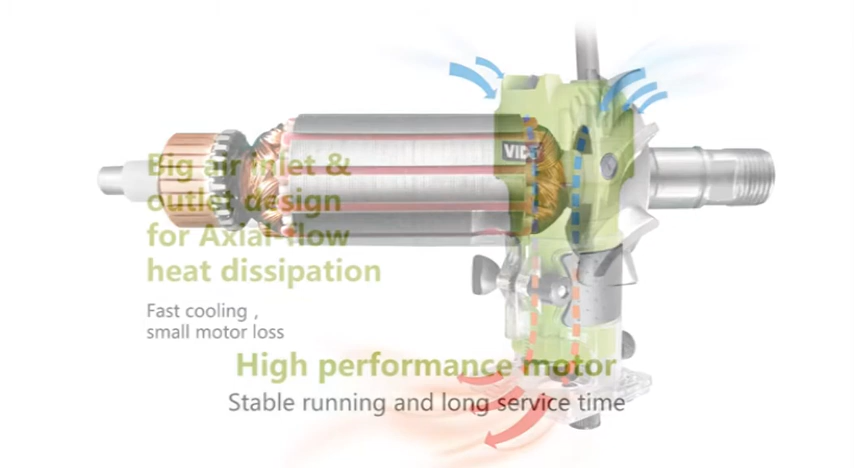 Big air inlet &
outlet design
for Axial-flow
heat dissipation
Fast cooling ,
small motor loss
High performance motor
Stable running and long service time